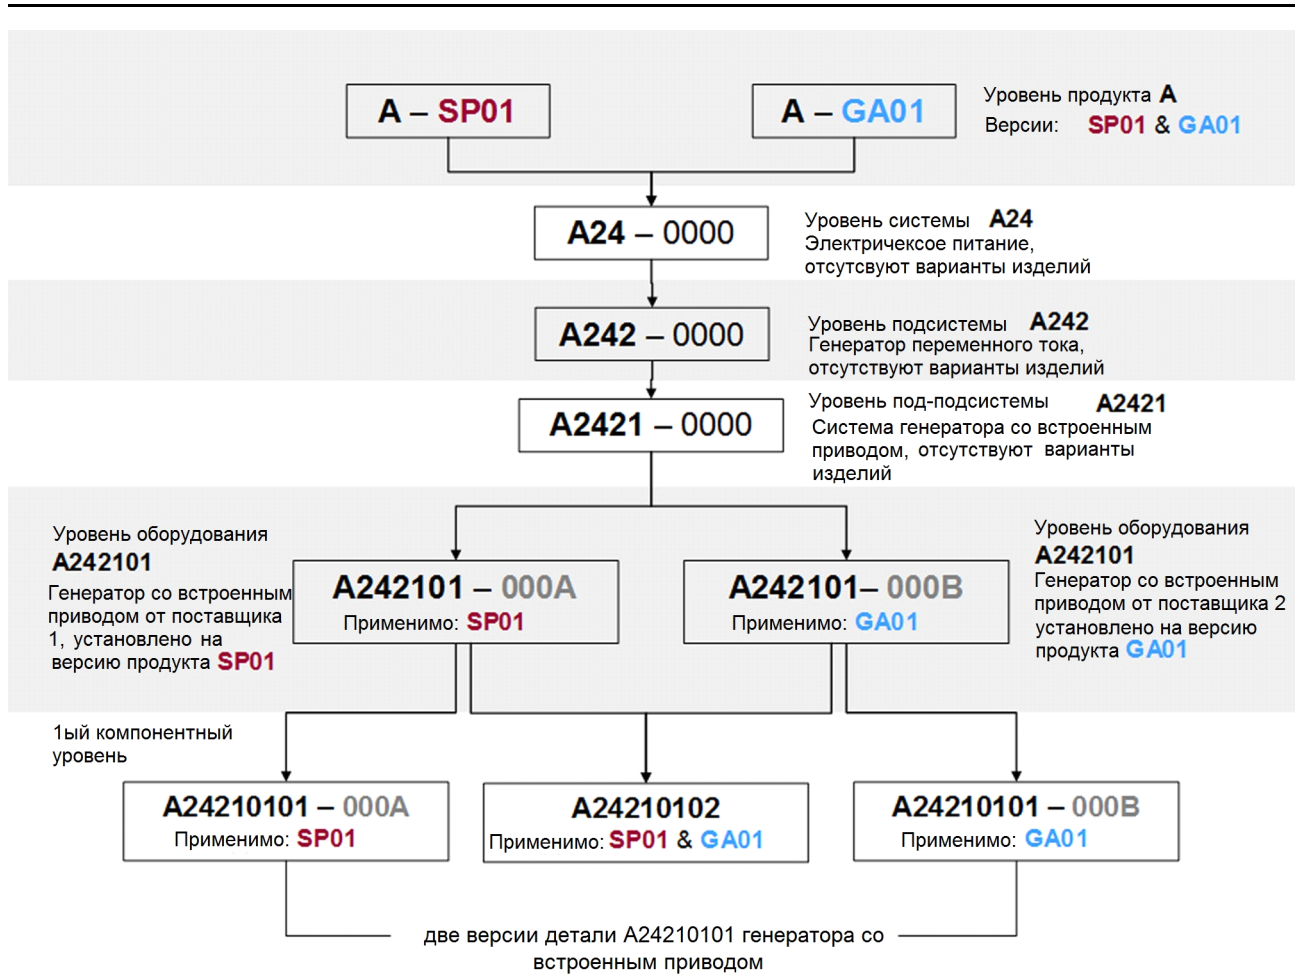 A – SP01
A – GA01
Уровень продукта A
Версии: SP01 & GA01
A24 – 0000
Уровень системы A24
Электричексое питание,
отсутсвуют варианты изделий
A242 – 0000
Уровень подсистемы A242
Генератор переменного тока,
отсутствуют варианты изделий
A2421 – 0000
Уровень под-подсистемы A2421
Система генератора со встроенным
приводом, отсутствуют варианты
изделий
Уровень оборудования
A242101
Генератор со встроенным
приводом от поставщика
1, установлено на
версию продукта SP01
A242101 – 000A
Применимо: SP01
A242101– 000B
Применимо: GA01
Уровень оборудования
A242101
Генератор со встроенным
приводом от поставщика 2
установлено на версию
продукта GA01
1ый компонентный
уровень
A24210101 – 000A
Применимо: SP01
A24210102
Применимо: SP01 & GA01
A24210101 – 000B
Применимо: GA01
две версии детали A24210101 генератора со
встроенным приводом